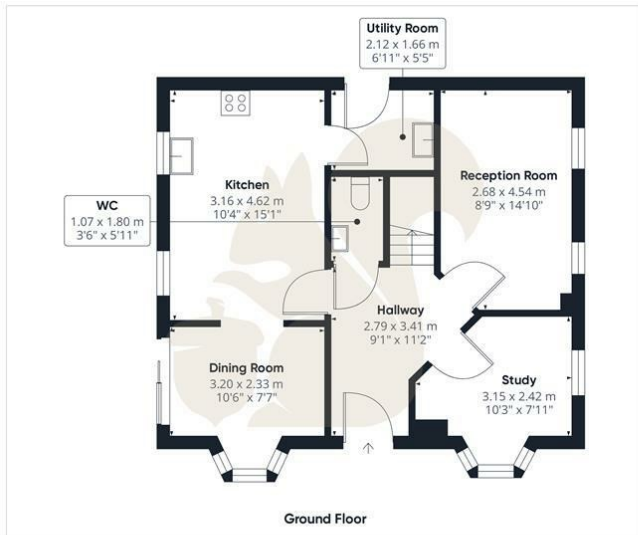 Utility Room
2.12 x 1.66 m
6'11" x 5'5"
Kitchen
3.16 x 4.62 m
10'4" x 15'1"
Reception Room
2.68 x 4.54 m
8'9" x 14'10"
WC
1.07 x 1.80 m
3'6" x 5'11"
Hallway
2.79 x 3.41 m
9'1" x 11'2"
Dining Room
3.20 x 2.33 m
10'6" x 7'7"
Study
3.15 x 2.42 m
10'3" x 7'11"
Ground Floor